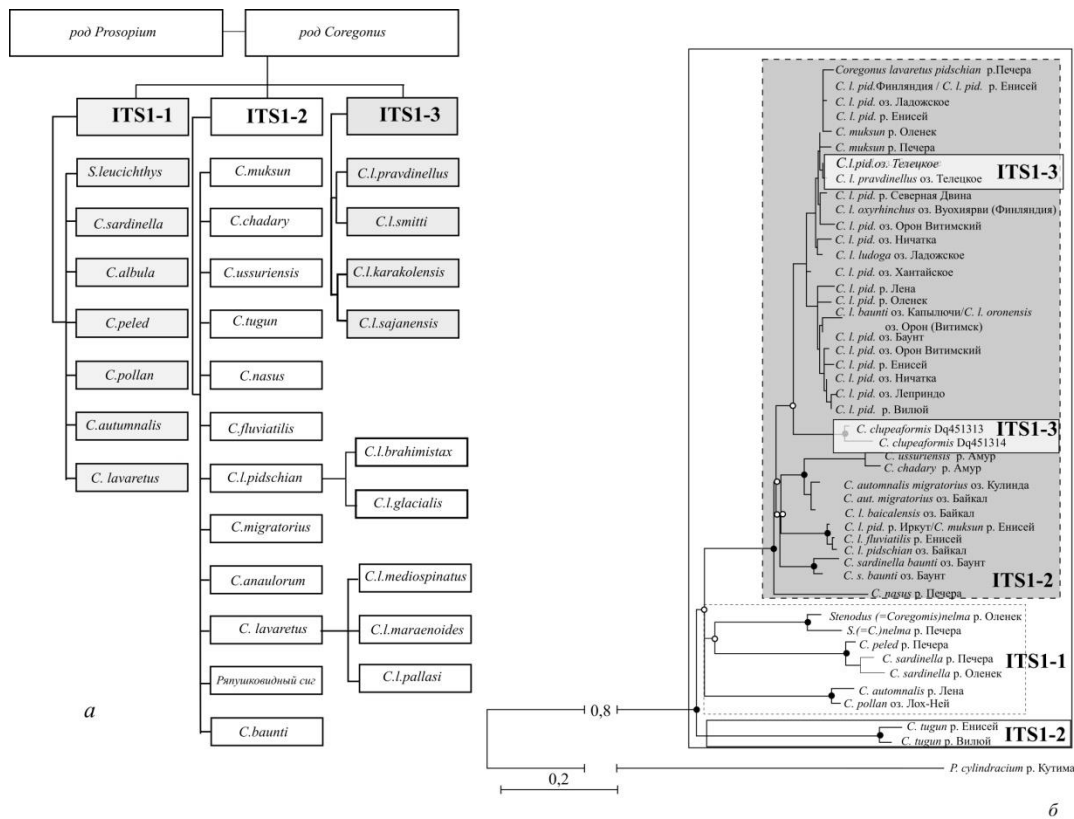 род Prosopium
род Coregonus
ITS1-1
ITS1-2
ITS1-3
S.leucichthys
C.sardinella
C.albula
C.peled
C.pollan
C.autumnalis
C. lavaretus
C.muksun
C.chadary
C.ussuriensis
C.tugun
C.nasus
C.fluviatilis
C.l.pidschian
C.migratorius
C.anaulorum
C. lavaretus
Ряпушковидный сиг
C.baunti
C.l.brahimistax
C.l.glacialis
C.l.mediospinatus
C.l.maraenoides
C.l.pallasi
C.l.pravdinellus
C.l.smitti
C.l.karakolensis
C.l.sajanensis
а
Coregonus lavaretus pidschian р.Печера
C. l. pid.Финляндия / C. l. pid. р. Енисей
C. l. pid. оз. Ладожское
C. l. pid. р. Енисей
C. muksun р. Оленек
C. muksun р. Печера
C.l.pid.оз. Телецкое
C. l. pravdinellus оз. Телецкое
ITS1-3
C. l. pid. р. Северная Двина
C. l. oxyrhinchus оз. Вуохиярви (Финляндия)
C. l. pid. оз. Орон Витимский
C. l. pid. оз. Ничатка
C. l. ludoga оз. Ладожское
C. l. pid. оз. Хантайское
C. l. pid. р. Лена
C. l. pid. р. Оленек
C. l. baunti оз. Капылючи/C. l. oronensis
оз. Орон (Витимск)
C. l. pid. оз. Баунт
C. l. pid. оз. Орон Витимский
C. l. pid. р. Енисей
C. l. pid. оз. Ничатка
C. l. pid. оз. Леприндо
C. l. pid. р. Вилюй
C. clupeaformis Dq451313
C. clupeaformis Dq451314
ITS1-3
C. ussuriensis р. Амур
C. chadary р. Амур
C. automnalis migratorius оз. Кулинда
C. aut. migratorius оз. Байкал
C. l. baicalensis оз. Байкал
C. l. pid. р. Иркут/C. muksun р. Енисей
C. l. fluviatilis р. Енисей
C. l. pidschian оз. Байкал
C. sardinella baunti оз. Баунт
C. s. baunti оз. Баунт
ITS1-2
C. nasus р. Печера
Stenodus (=Coregomis)nelma р. Оленек
S.(=C.)nelma р. Печера
C. peled р. Печера
C. sardinella р. Печера
C. sardinella р. Оленек
ITS1-1
C. automnalis р. Лена
C. pollan оз. Лох-Ней
C. tugun р. Енисей
C. tugun р. Вилюй
ITS1-2
0,8
0,2
P. cylindracium р. Кутима
б